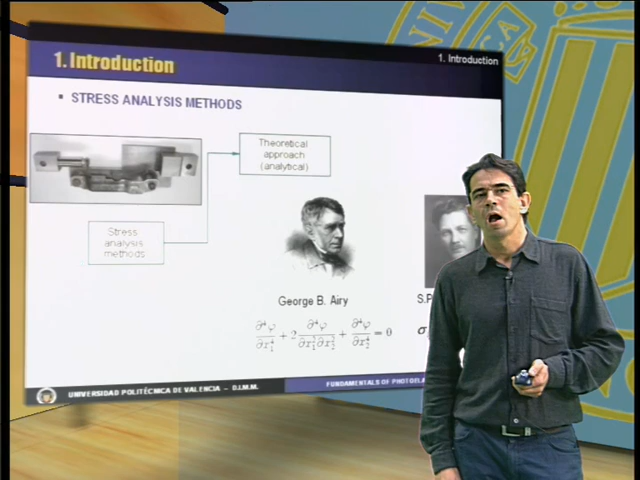 1. Introduction
1. Introduction
▪ STRESS ANALYSIS METHODS
Theoretical
approach
(analytical)
Stress
analysis
methods
George B. Airy
S.P
∂⁴φ/∂x₁⁴ + 2 ∂⁴φ/∂x₁²∂x₂² + ∂⁴φ/∂x₂⁴ = 0
σ
UNIVERSIDAD POLITÉCNICA DE VALENCIA – D.I.M.M.
FUNDAMENTALS OF PHOTOELA